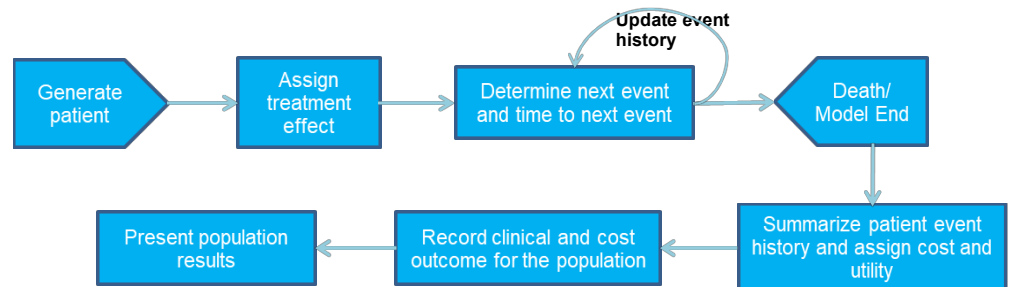 Update event
history
Generate
patient
Assign
treatment
effect
Determine next event
and time to next event
Death/
Model End
Summarize patient event
history and assign cost and
utility
Record clinical and cost
outcome for the population
Present population
results